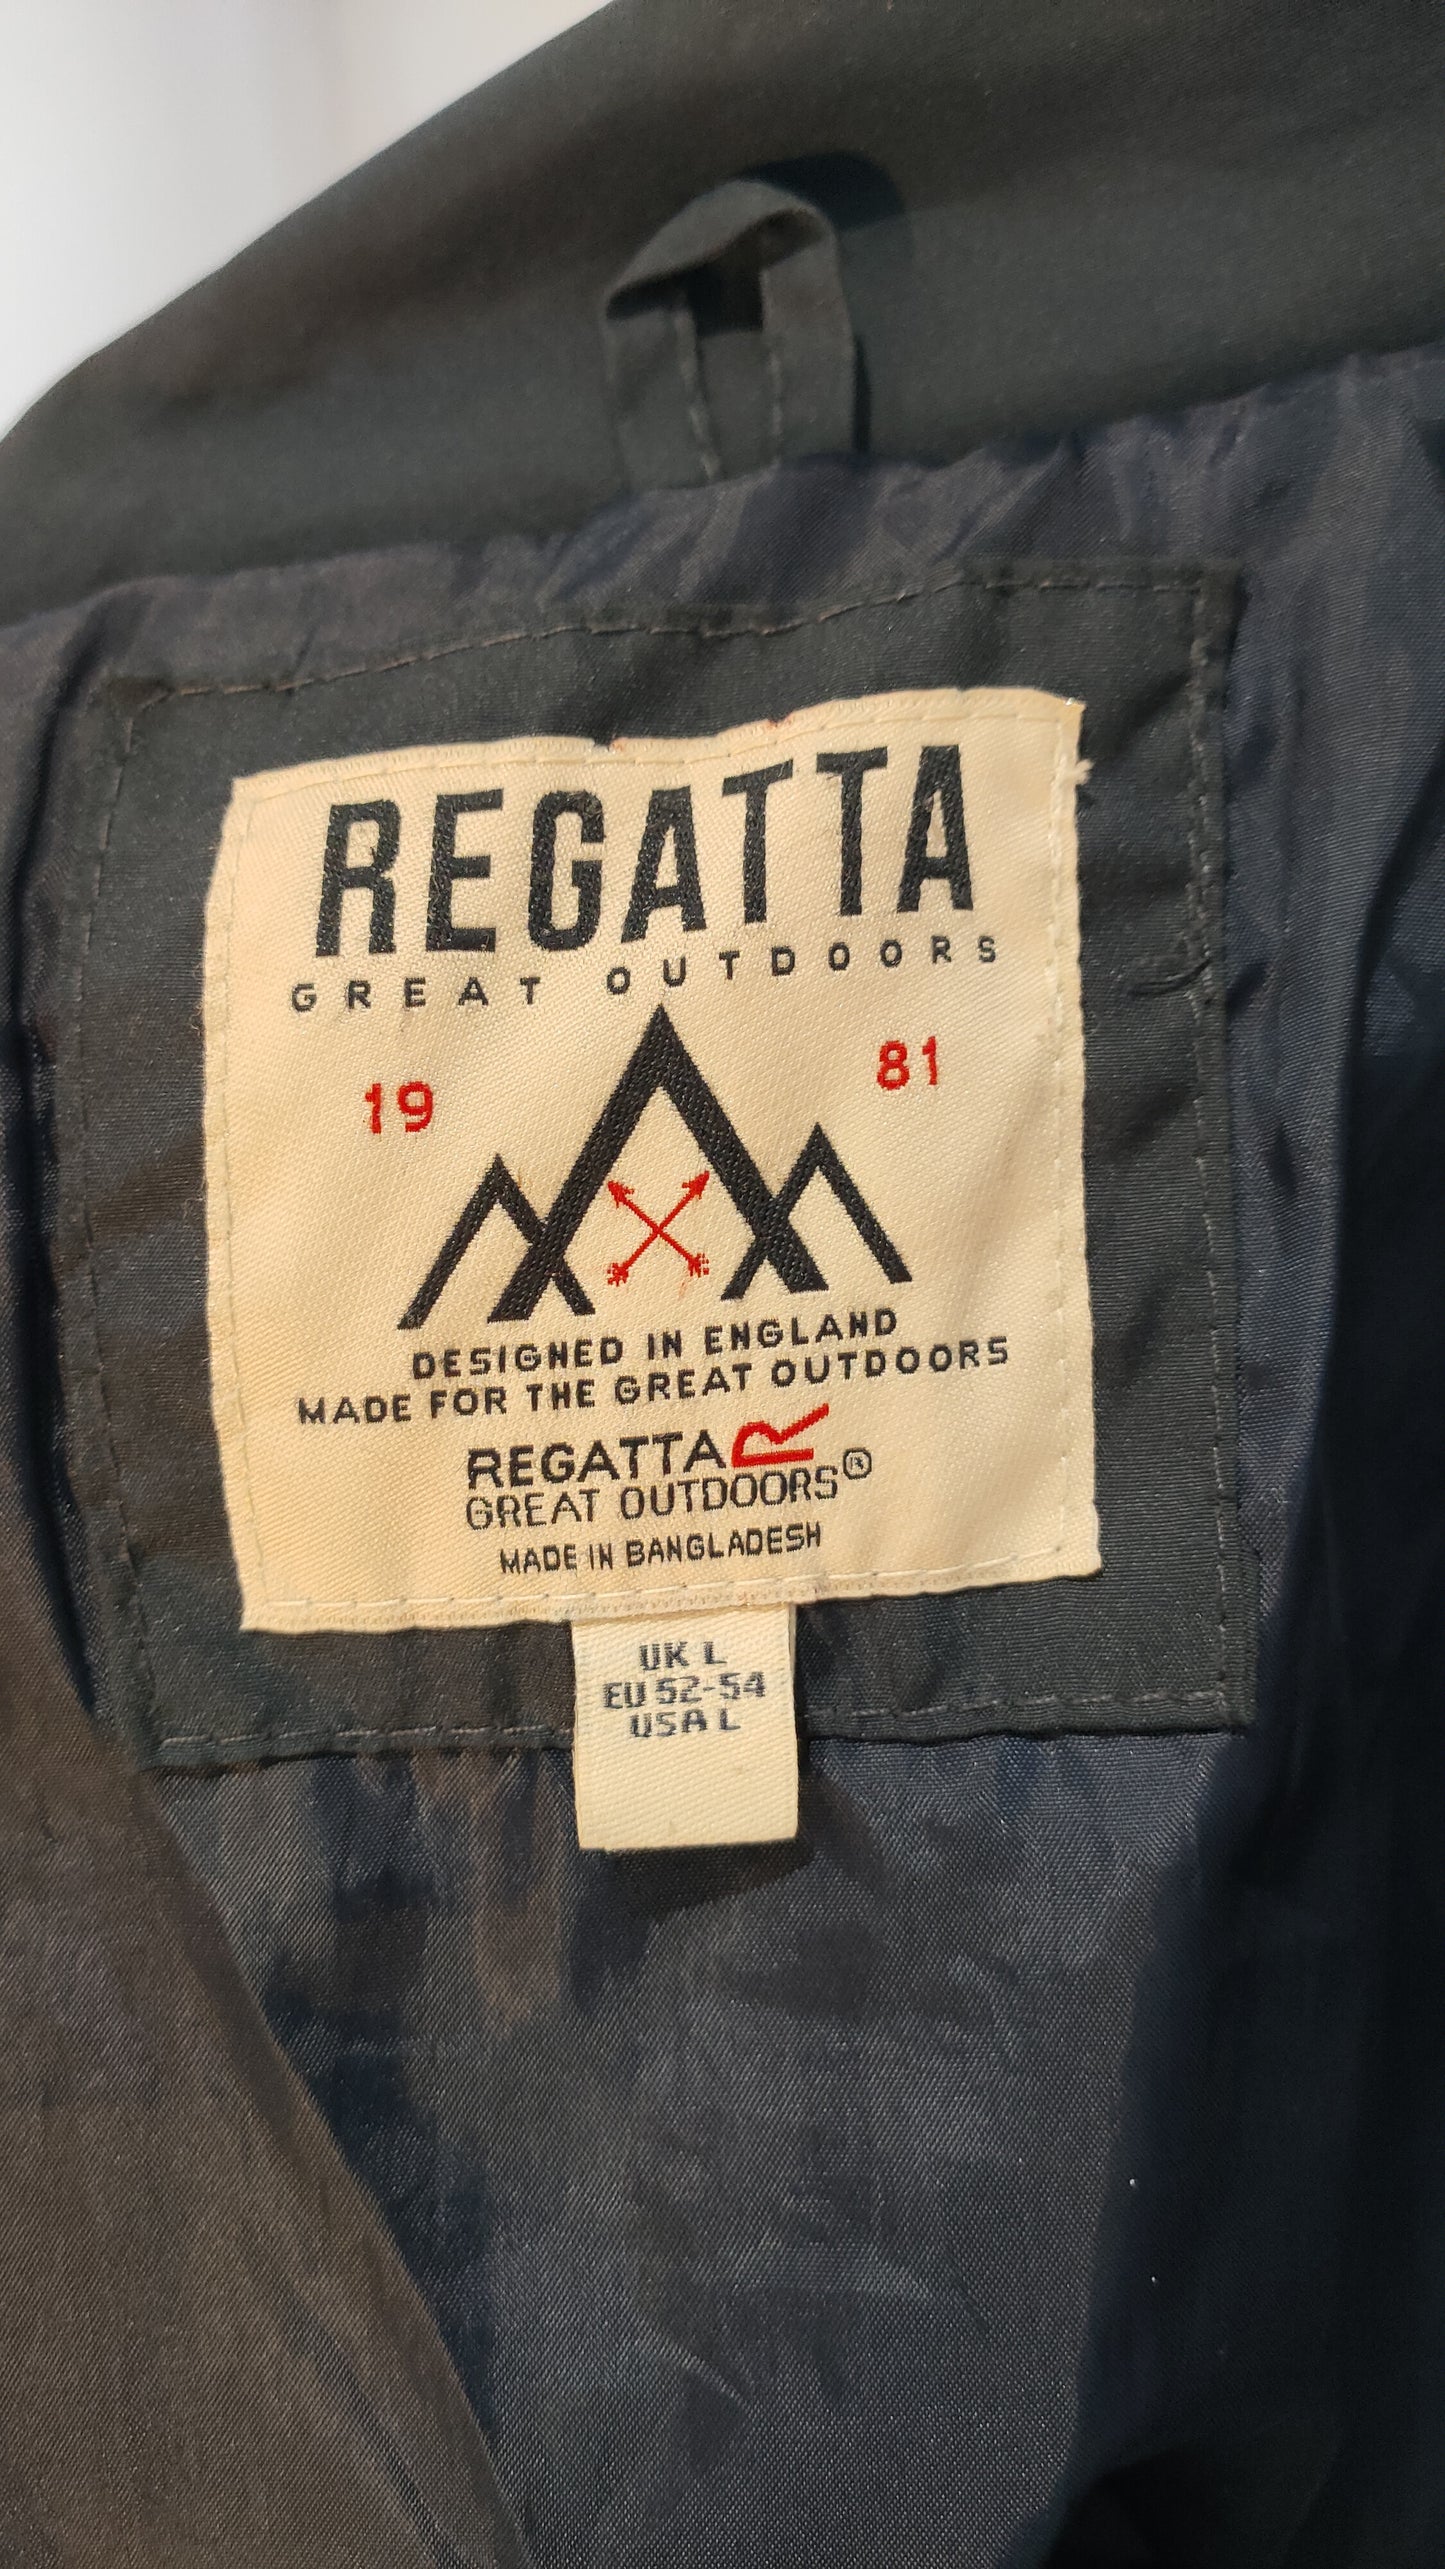 REGATTA
GREAT OUTDOORS
19 81
DESIGNED IN ENGLAND
MADE FOR THE GREAT OUTDOORS
REGATTA R
GREAT OUTDOORS®
MADE IN BANGLADESH
UK L
EU 52-54
USA L